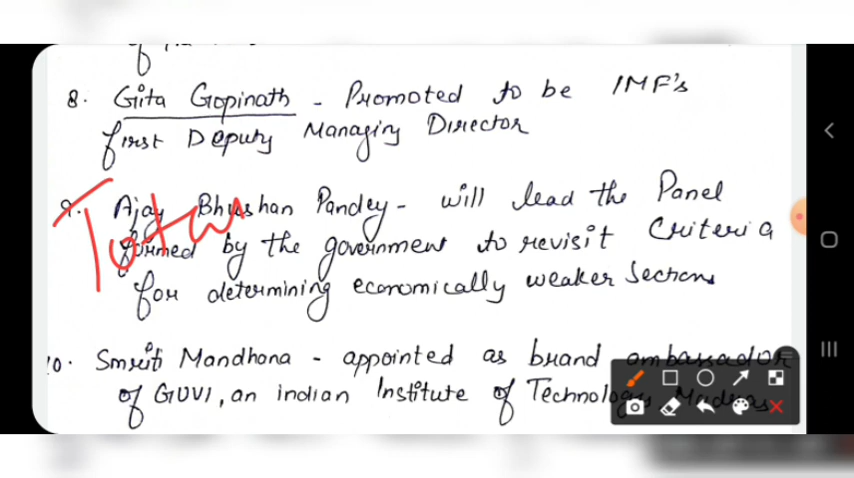 8. Gita Gopinath - Promoted to be IMF's
first Deputy Managing Director
9. Ajay Bhushan Pandey - will lead the Panel
formed by the government to revisit Criteria
for determining economically weaker Sections
10. Smriti Mandhana - appointed as brand ambassador
of GUVI, an indian Institute of Technology Madras